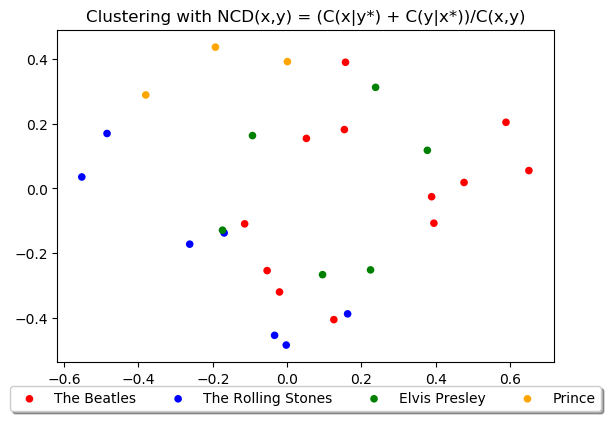 Clustering with NCD(x,y) = (C(x|y*) + C(y|x*))/C(x,y)
0.4
0.2
0.0
−0.2
−0.4
−0.6 −0.4 −0.2 0.0 0.2 0.4 0.6
The Beatles The Rolling Stones Elvis Presley Prince